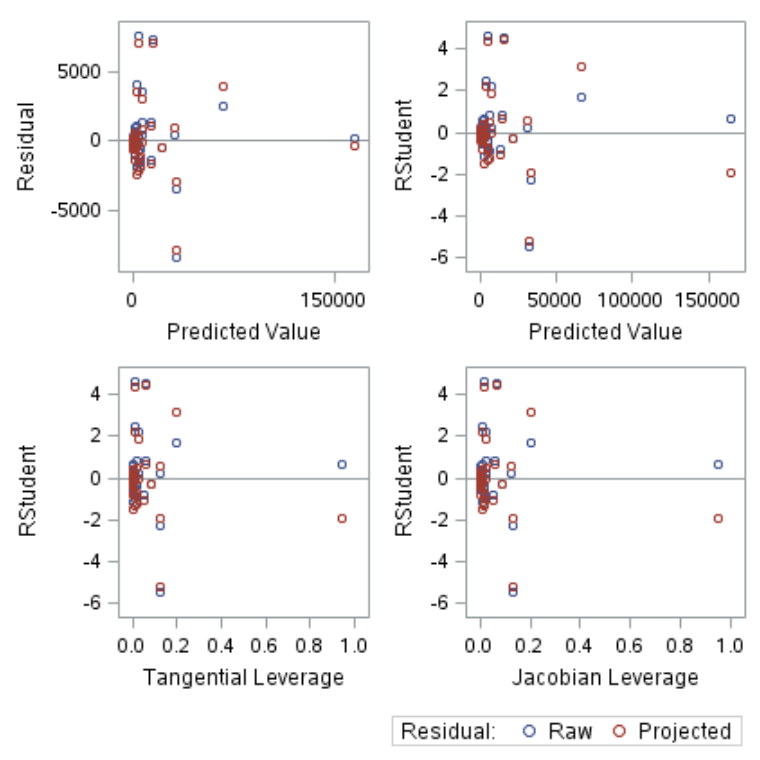 5000
0
-5000
Residual
0
150000
Predicted Value
4
2
0
-2
-4
-6
RStudent
0
50000
100000
150000
Predicted Value
4
2
0
-2
-4
-6
RStudent
0.0 0.2 0.4 0.6 0.8 1.0
Tangential Leverage
4
2
0
-2
-4
-6
RStudent
0.0 0.2 0.4 0.6 0.8 1.0
Jacobian Leverage
Residual: Raw Projected